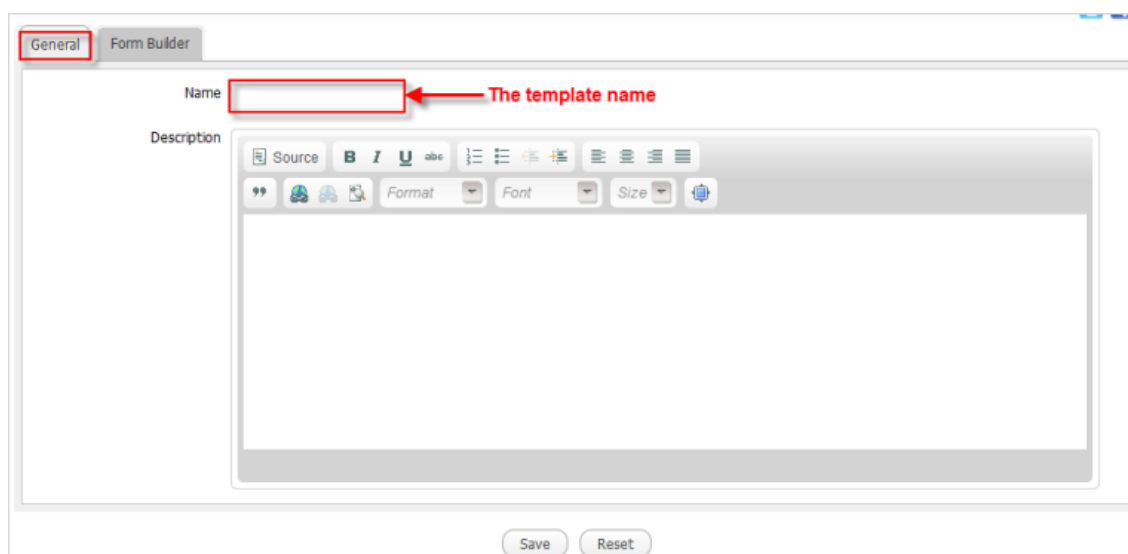 General Form Builder
Name The template name
Description
Source B I U abc
Format Font Size
Save Reset